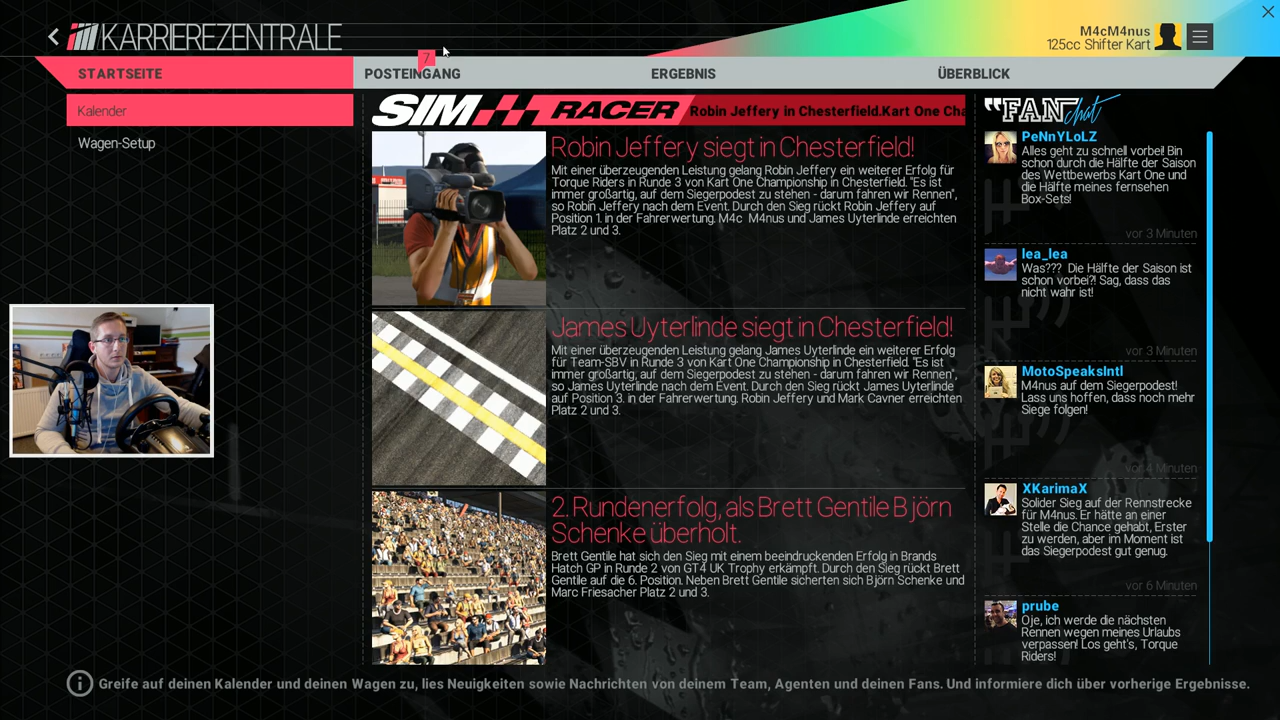 KARRIEREZENTRALE
M4cM4nus
125cc Shifter Kart
7
STARTSEITE
POSTEINGANG
ERGEBNIS
ÜBERBLICK
Kalender
Wagen-Setup
SIM RACER
Robin Jeffery in Chesterfield.Kart One Cha
Robin Jeffery siegt in Chesterfield!
Mit einer überzeugenden Leistung gelang Robin Jeffery ein weiterer Erfolg für
Torque Riders in Runde 3 von Kart One Championship in Chesterfield. "Es ist
immer großartig, auf dem Siegerpodest zu stehen - darum fahren wir Rennen",
so Robin Jeffery nach dem Event. Durch den Sieg rückt Robin Jeffery auf
Position 1. in der Fahrerwertung. M4c M4nus und James Uyterlinde erreichten
Platz 2 und 3.
James Uyterlinde siegt in Chesterfield!
Mit einer überzeugenden Leistung gelang James Uyterlinde ein weiterer Erfolg
für Team-SBV in Runde 3 von Kart One Championship in Chesterfield. "Es ist
immer großartig, auf dem Siegerpodest zu stehen - darum fahren wir Rennen",
so James Uyterlinde nach dem Event. Durch den Sieg rückt James Uyterlinde
auf Position 3. in der Fahrerwertung. Robin Jeffery und Mark Cavner erreichten
Platz 2 und 3.
2. Rundenerfolg, als Brett Gentile Björn
Schenke überholt.
Brett Gentile hat sich den Sieg mit einem beeindruckenden Erfolg in Brands
Hatch GP in Runde 2 von GT4 UK Trophy erkämpft. Durch den Sieg rückt Brett
Gentile auf die 6. Position. Neben Brett Gentile sicherten sich Björn Schenke und
Marc Friesacher Platz 2 und 3.
"FAN chat
PeNnYLoLZ
Alles geht zu schnell vorbei! Bin
schon durch die Hälfte der Saison
des Wettbewerbs Kart One und
die Hälfte meines fernsehen
Box-Sets!
vor 3 Minuten
lea_lea
Was??? Die Hälfte der Saison ist
schon vorbei?! Sag, dass das
nicht wahr ist!
vor 3 Minuten
MotoSpeaksIntl
M4nus auf dem Siegerpodest!
Lass uns hoffen, dass noch mehr
Siege folgen!
vor 4 Minuten
XKarimaX
Solider Sieg auf der Rennstrecke
für M4nus. Er hätte an einer
Stelle die Chance gehabt, Erster
zu werden, aber im Moment ist
das Siegerpodest gut genug.
vor 6 Minuten
prube
Oje, ich werde die nächsten
Rennen wegen meines Urlaubs
verpassen! Los geht's, Torque
Riders!
Greife auf deinen Kalender und deinen Wagen zu, lies Neuigkeiten sowie Nachrichten von deinem Team, Agenten und deinen Fans. Und informiere dich über vorherige Ergebnisse.